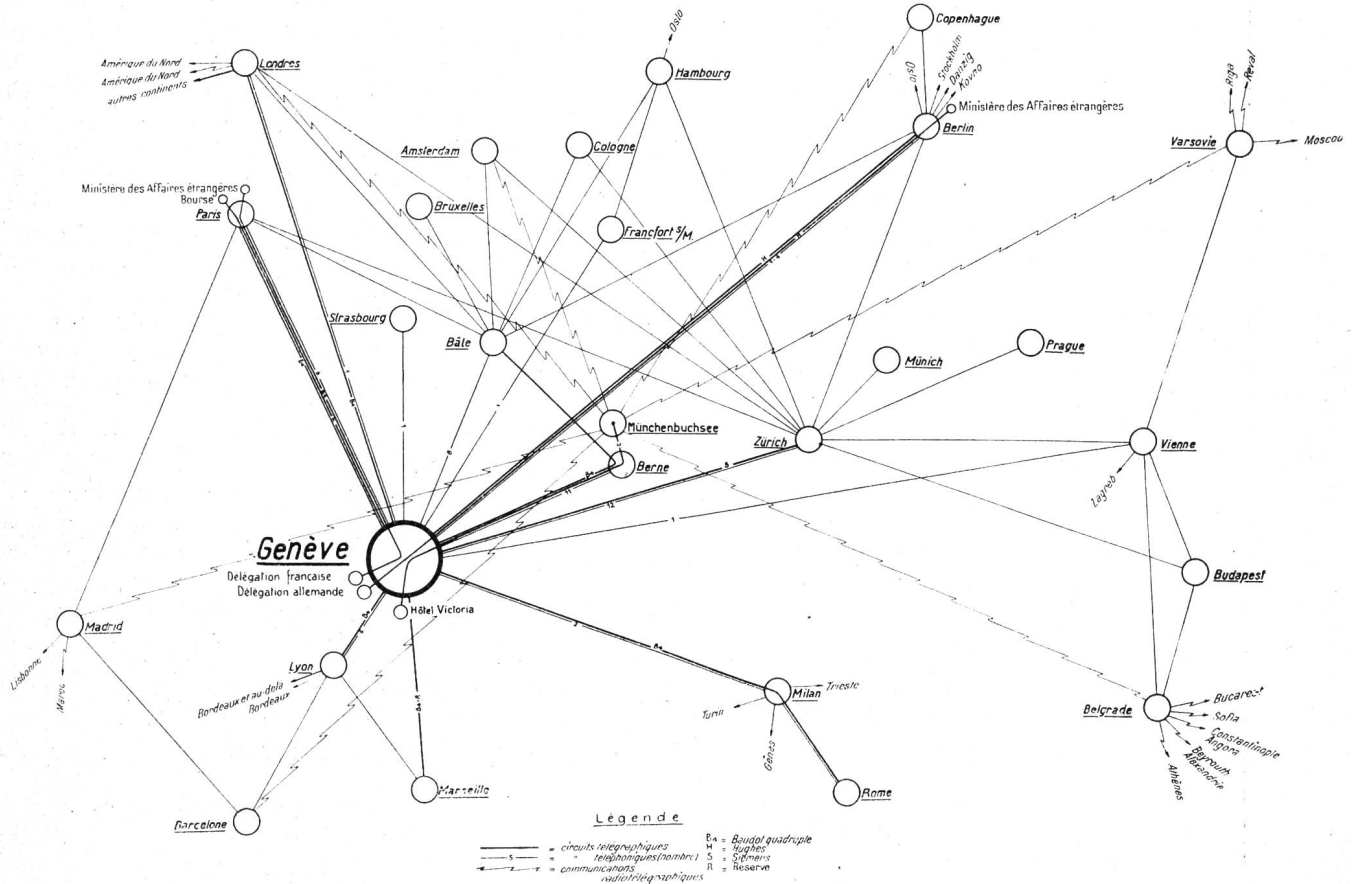 Copenhague
Oslo
Amérique du Nord
Amérique du Nord
autres continents
Londres
Hambourg
Oslo
Stockholm
Danzig
Kovno
Ministère des Affaires étrangères
Berlin
Riga
Reval
Varsovie
Moscou
Amsterdam
Cologne
Ministère des Affaires étrangères
Bourse
Paris
Bruxelles
Francfort s/M.
Strasbourg
Bâle
Münich
Prague
Münchenbuchsee
Zürich
Vienne
Berne
Zagreb
Genève
Délégation française
Délégation allemande
Hôtel Victoria
Budapest
Madrid
Lisbonne
Maroc
Lyon
Bordeaux et au-delà
Bordeaux
Milan
Trieste
Turin
Gênes
Belgrade
Bucarest
Sofia
Constantinople
Angora
Beyrouth
Alexandrie
Athènes
Marseille
Rome
Barcelone
Légende
= circuits télégraphiques
5 = " téléphoniques (nombre)
= communications
radiotélégraphiques
B4 = Baudot quadruple
H = Hughes
S = Siemens
R = Réserve